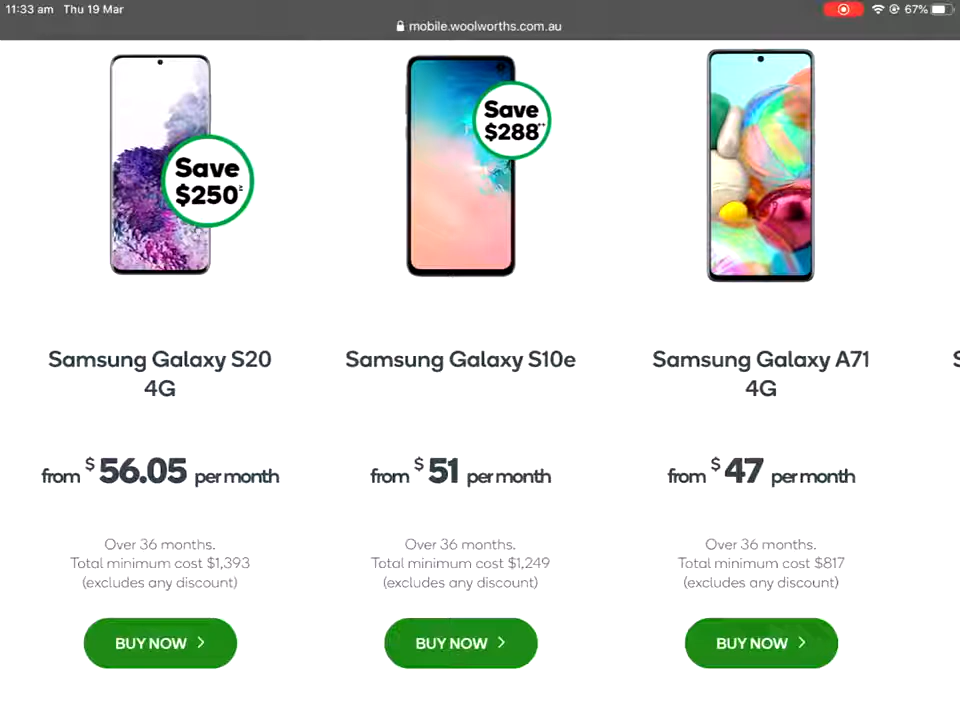 11:33 am Thu 19 Mar
67%
mobile.woolworths.com.au
Save
$250
Save
$288**
Samsung Galaxy S20
4G
from $56.05 per month
Over 36 months.
Total minimum cost $1,393
(excludes any discount)
BUY NOW >
Samsung Galaxy S10e
from $51 per month
Over 36 months.
Total minimum cost $1,249
(excludes any discount)
BUY NOW >
Samsung Galaxy A71
4G
from $47 per month
Over 36 months.
Total minimum cost $817
(excludes any discount)
BUY NOW >
S